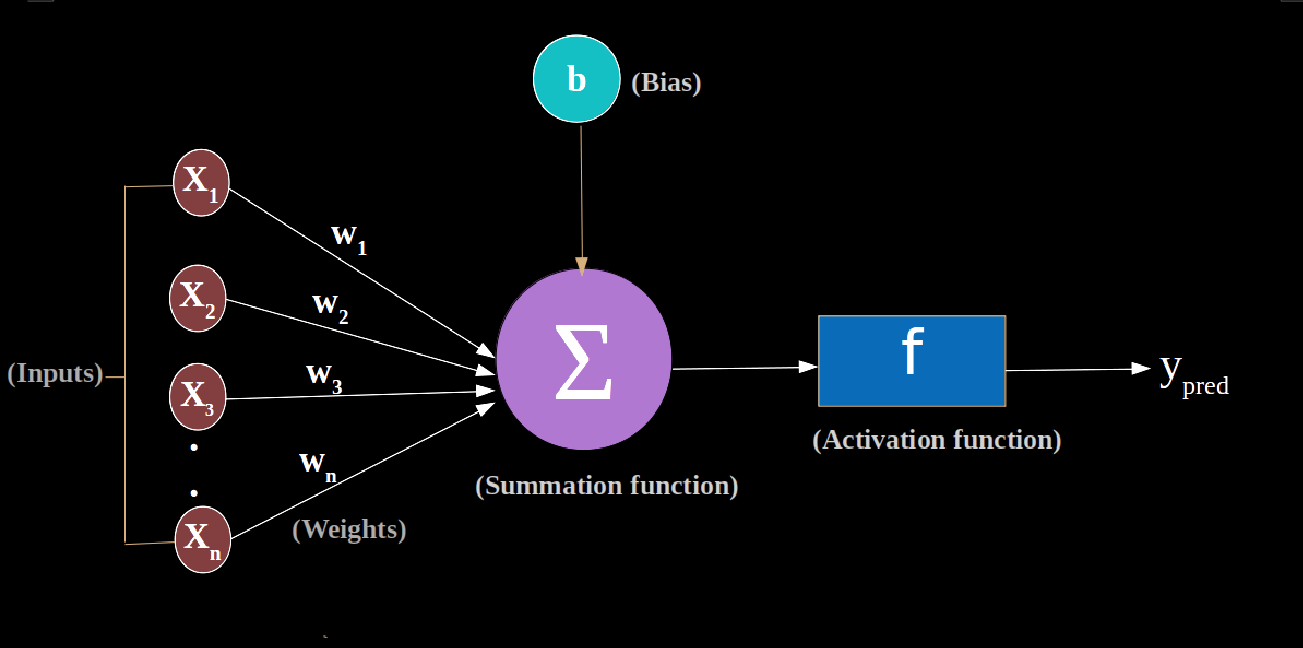 b
(Bias)
X1
w1
X2
w2
(Inputs)
X3
w3
Σ
f
ypred
(Activation function)
wn
(Summation function)
Xn
(Weights)